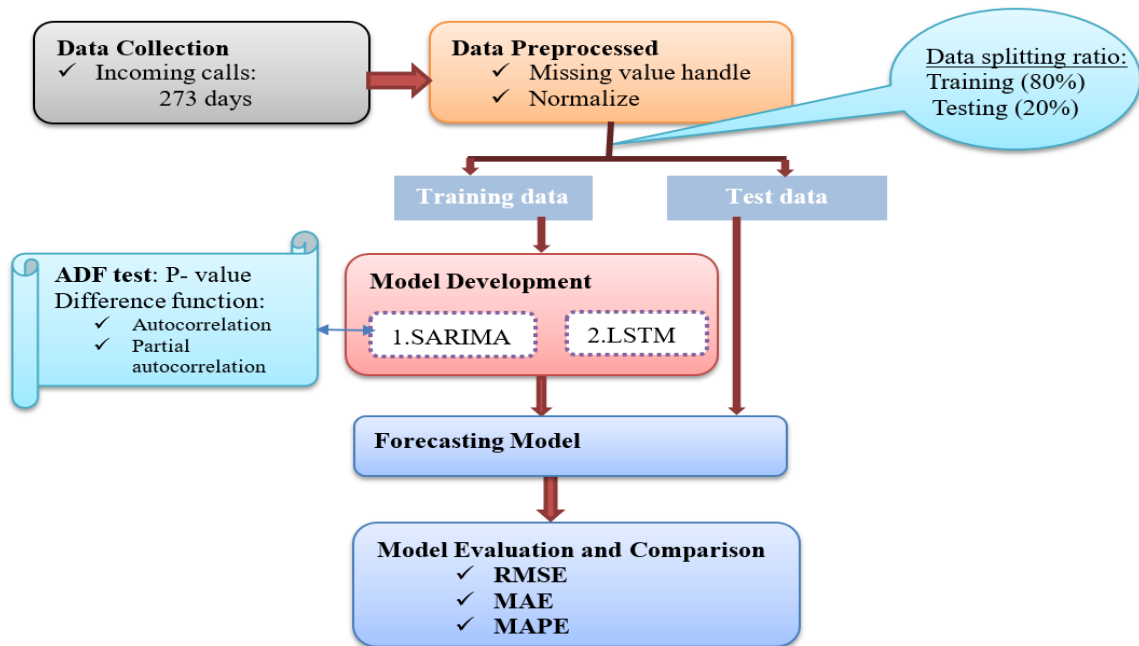 Data Collection
✓ Incoming calls:
273 days
Data Preprocessed
✓ Missing value handle
✓ Normalize
Data splitting ratio:
Training (80%)
Testing (20%)
Training data
Test data
ADF test: P- value
Difference function:
✓ Autocorrelation
✓ Partial
autocorrelation
Model Development
1.SARIMA
2.LSTM
Forecasting Model
Model Evaluation and Comparison
✓ RMSE
✓ MAE
✓ MAPE